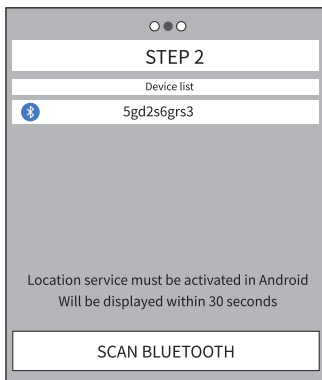 STEP 2
Device list
5gd2s6grs3
Location service must be activated in Android
Will be displayed within 30 seconds
SCAN BLUETOOTH